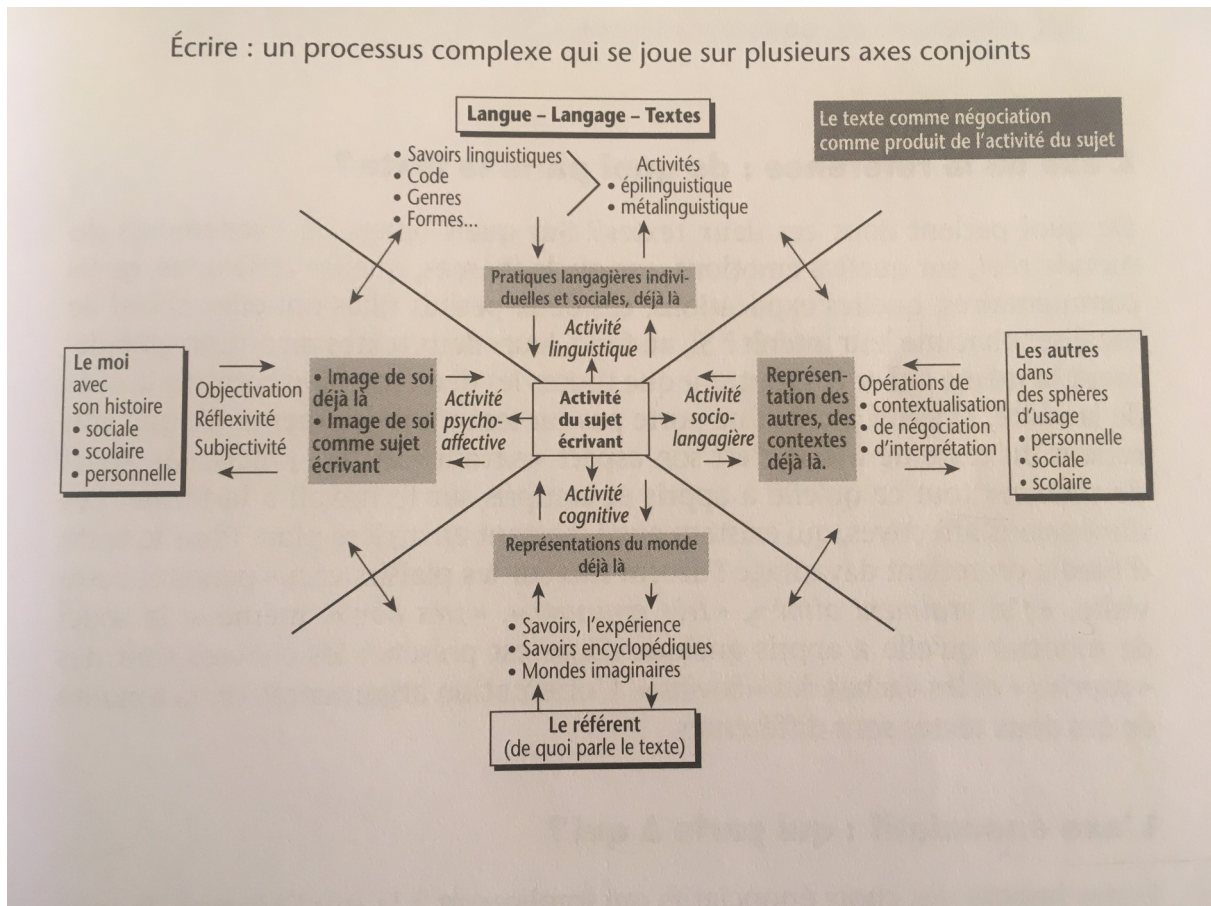 Écrire : un processus complexe qui se joue sur plusieurs axes conjoints
Langue – Langage – Textes
Le texte comme négociation
comme produit de l'activité du sujet
• Savoirs linguistiques
• Code
• Genres
• Formes...
Activités
• épilinguistique
• métalinguistique
Pratiques langagières indivi-
duelles et sociales, déjà là
Activité
linguistique
Le moi
avec
son histoire
• sociale
• scolaire
• personnelle
Objectivation
Réflexivité
Subjectivité
• Image de soi
déjà là
• Image de soi
comme sujet
écrivant
Activité
psycho-
affective
Activité
du sujet
écrivant
Activité
socio-
langagière
Représen-
tation des
autres, des
contextes
déjà là.
Opérations de
• contextualisation
• de négociation
• d'interprétation
Les autres
dans
des sphères
d'usage
• personnelle
• sociale
• scolaire
Activité
cognitive
Représentations du monde
déjà là
• Savoirs, l'expérience
• Savoirs encyclopédiques
• Mondes imaginaires
Le référent
(de quoi parle le texte)